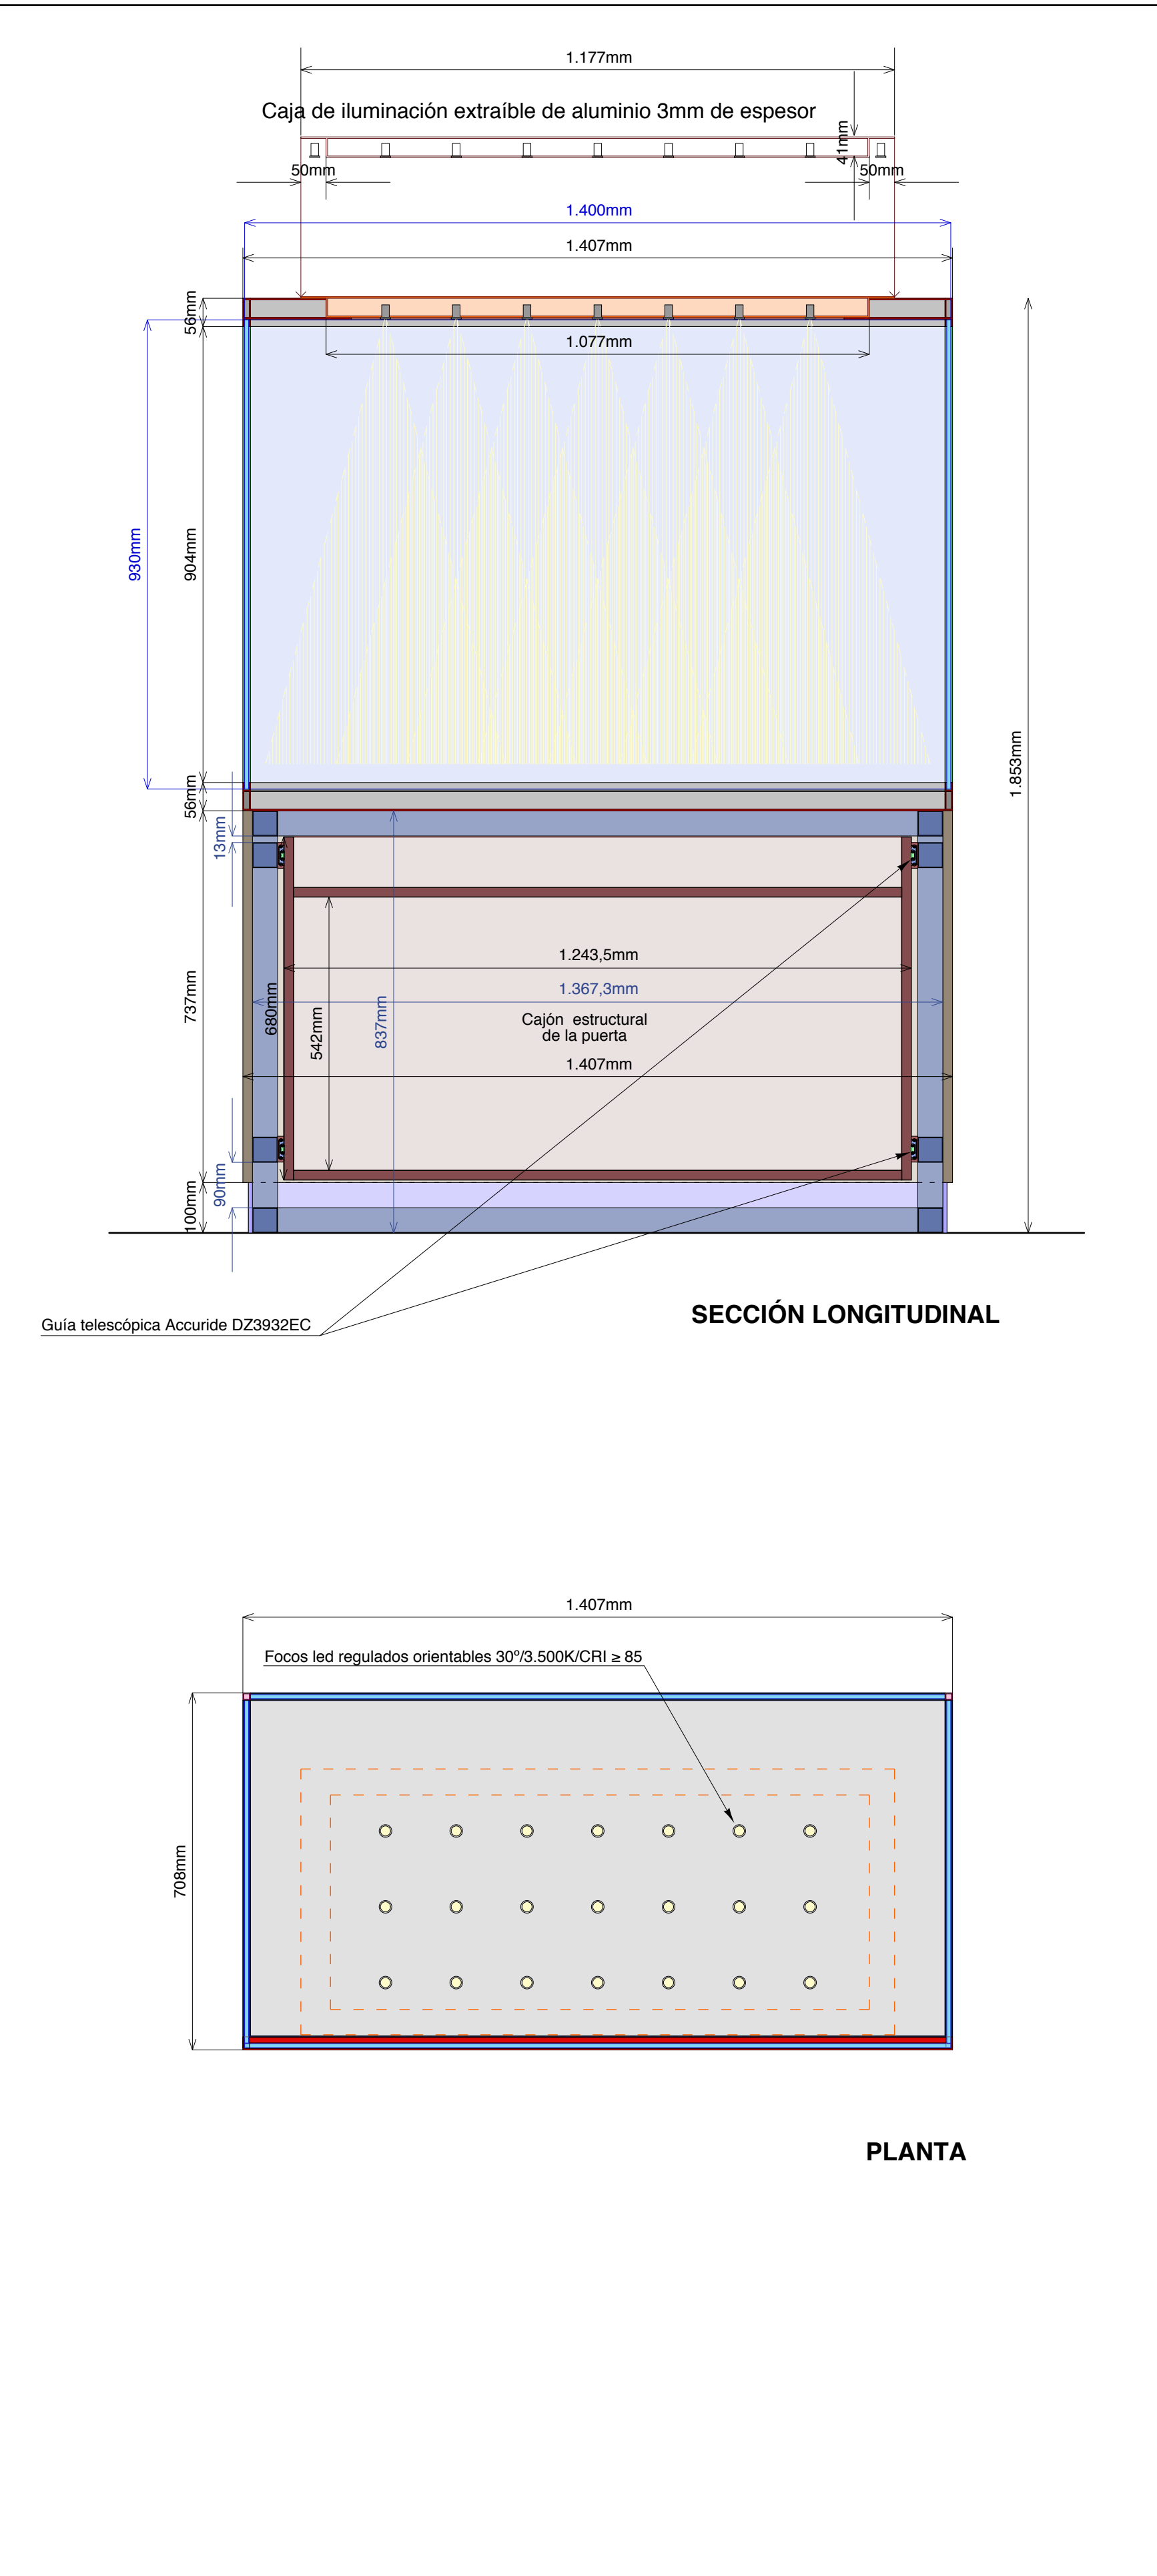 1.177mm
Caja de iluminación extraíble de aluminio 3mm de espesor
41mm
50mm
50mm
1.400mm
1.407mm
56mm
1.077mm
930mm
904mm
1.853mm
56mm
13mm
1.243,5mm
1.367,3mm
737mm
680mm
542mm
837mm
Cajón estructural
de la puerta
1.407mm
90mm
100mm
SECCIÓN LONGITUDINAL
Guía telescópica Accuride DZ3932EC
1.407mm
Focos led regulados orientables 30º/3.500K/CRI ≥ 85
708mm
PLANTA